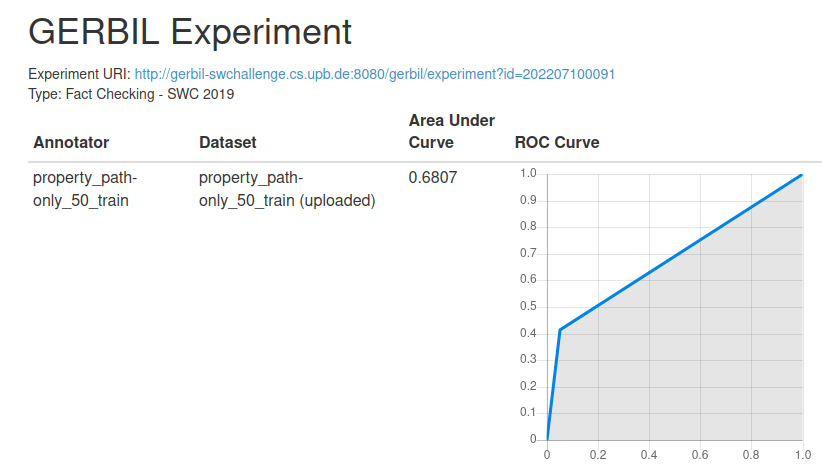 GERBIL Experiment
Experiment URI: http://gerbil-swchallenge.cs.upb.de:8080/gerbil/experiment?id=202207100091
Type: Fact Checking - SWC 2019
Annotator
Dataset
Area Under
Curve
ROC Curve
property_path-
only_50_train
property_path-
only_50_train (uploaded)
0.6807
1.0
0.9
0.8
0.7
0.6
0.5
0.4
0.3
0.2
0.1
0
0 0.2 0.4 0.6 0.8 1.0